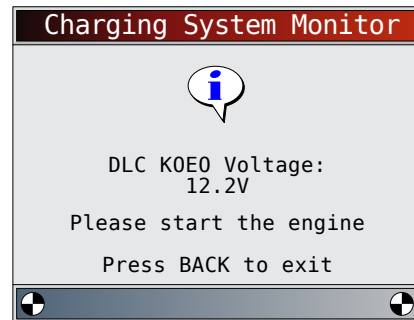 Charging System Monitor
i
DLC KOEO Voltage:
12.2V
Please start the engine
Press BACK to exit